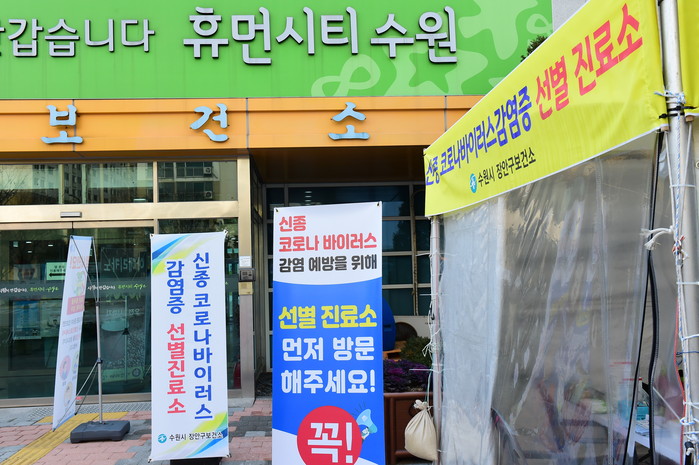 갑습니다 휴먼시티 수원
보건소
신종 코로나바이러스감염증 선별 진료소
수원시 장안구보건소
신종
코로나 바이러스
감염 예방을 위해
선별 진료소
먼저 방문
해주세요!
꼭!
신종 코로나바이러스
감염증 선별진료소
수원시 장안구보건소